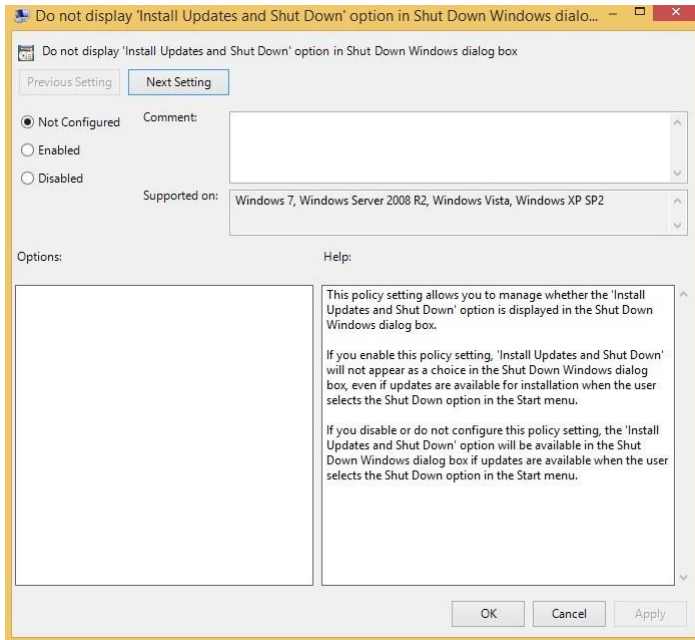 Do not display 'Install Updates and Shut Down' option in Shut Down Windows dialo...
Do not display 'Install Updates and Shut Down' option in Shut Down Windows dialog box
Previous Setting
Next Setting
Not Configured
Enabled
Disabled
Comment:
Supported on:
Windows 7, Windows Server 2008 R2, Windows Vista, Windows XP SP2
Options:
Help:
This policy setting allows you to manage whether the 'Install
Updates and Shut Down' option is displayed in the Shut Down
Windows dialog box.
If you enable this policy setting, 'Install Updates and Shut Down'
will not appear as a choice in the Shut Down Windows dialog
box, even if updates are available for installation when the user
selects the Shut Down option in the Start menu.
If you disable or do not configure this policy setting, the 'Install
Updates and Shut Down' option will be available in the Shut
Down Windows dialog box if updates are available when the user
selects the Shut Down option in the Start menu.
OK
Cancel
Apply